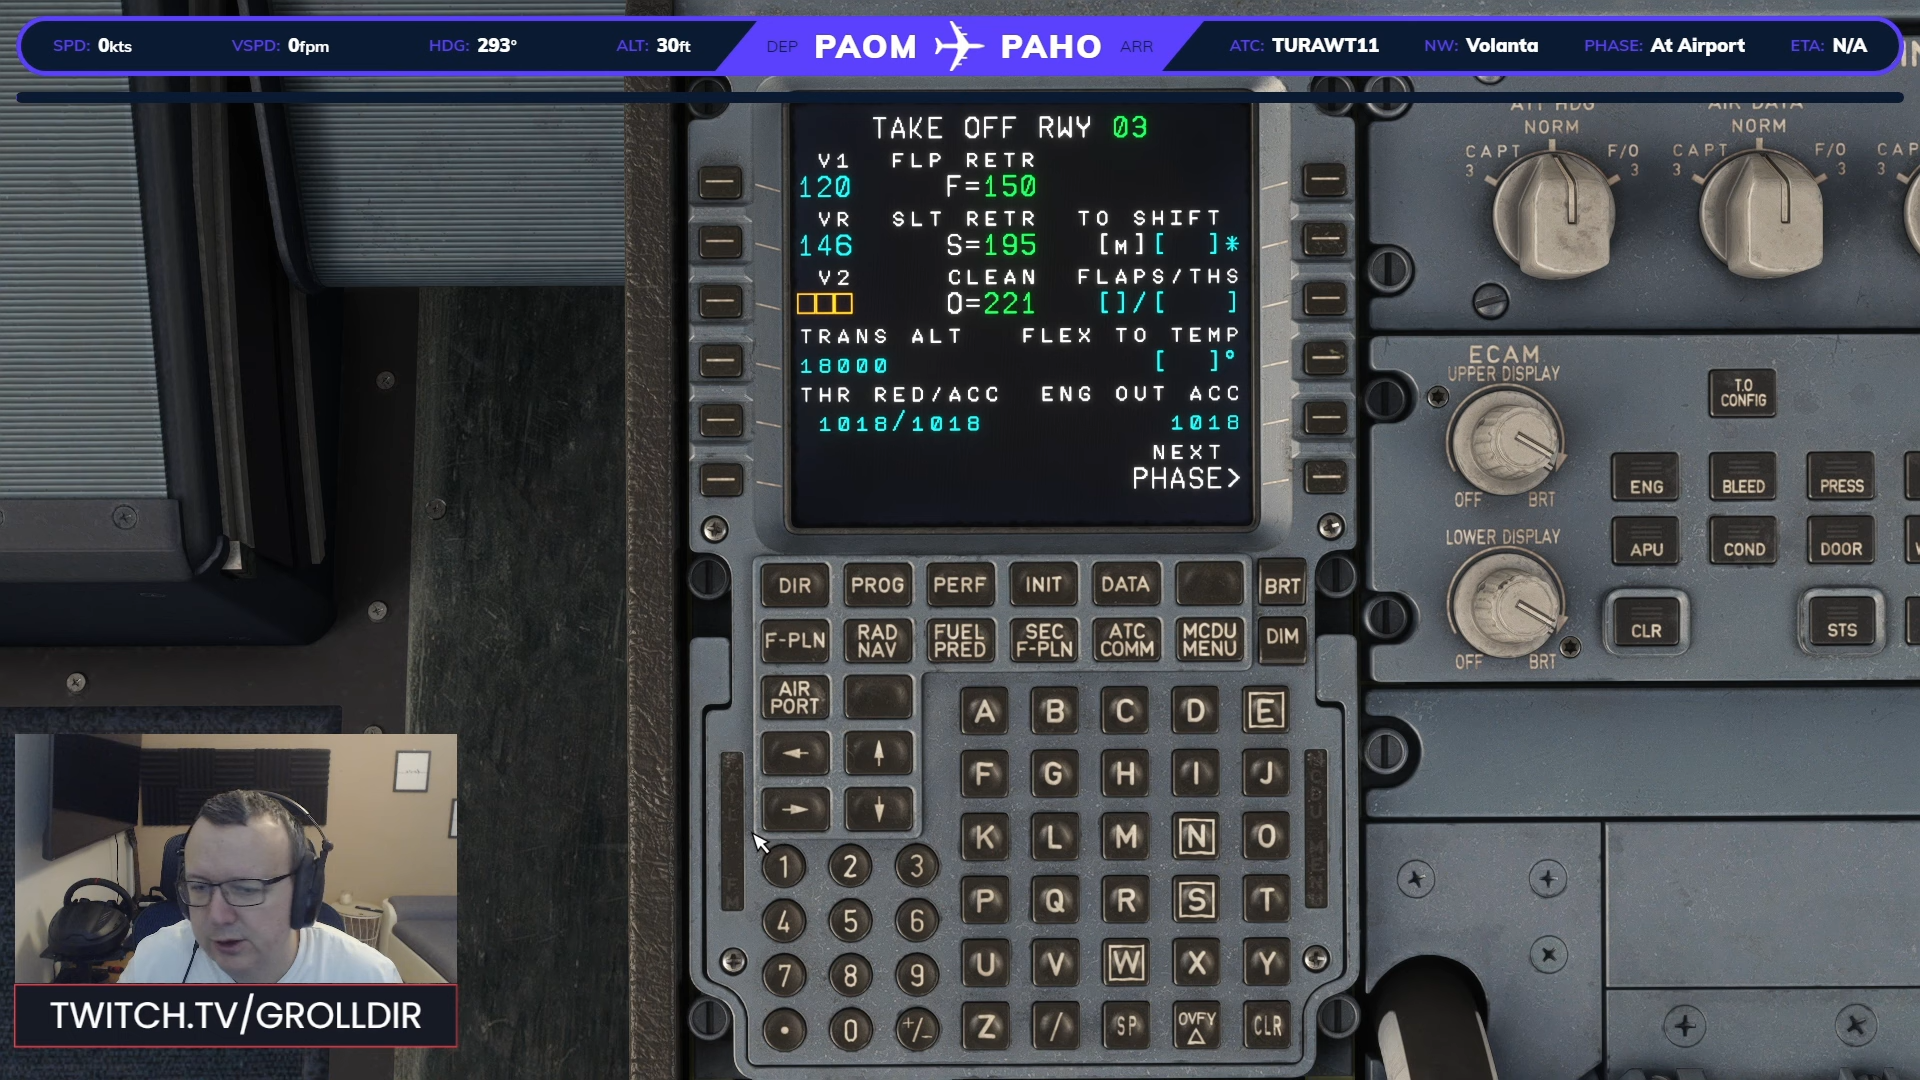 SPD: 0kts VSPD: 0fpm HDG: 293° ALT: 30ft DEP PAOM PAHO ARR ATC: TURAWT11 NW: Volanta PHASE: At Airport ETA: N/A
TAKE OFF RWY 03
V1 FLP RETR
120 F=150
VR SLT RETR TO SHIFT
146 S=195 [M][ ]*
V2 CLEAN FLAPS/THS
O=221 []/[ ]
TRANS ALT FLEX TO TEMP
18000 [ ]°
THR RED/ACC ENG OUT ACC
1018/1018 1018
NEXT
PHASE>
DIR PROG PERF INIT DATA BRT
F-PLN RAD NAV FUEL PRED SEC F-PLN ATC COMM MCDU MENU DIM
AIR PORT
← ↑
→ ↓
A B C D E
F G H I J
K L M N O
P Q R S T
U V W X Y
Z / SP OVFY △ CLR
1 2 3
4 5 6
7 8 9
. 0 +/-
ATT HDG AIR DATA
NORM NORM
CAPT 3 F/O 3 CAPT 3 F/O 3 CAP 3
ECAM
UPPER DISPLAY
OFF BRT
T.O CONFIG
ENG BLEED PRESS
LOWER DISPLAY
OFF BRT
APU COND DOOR
CLR STS
TWITCH.TV/GROLLDIR